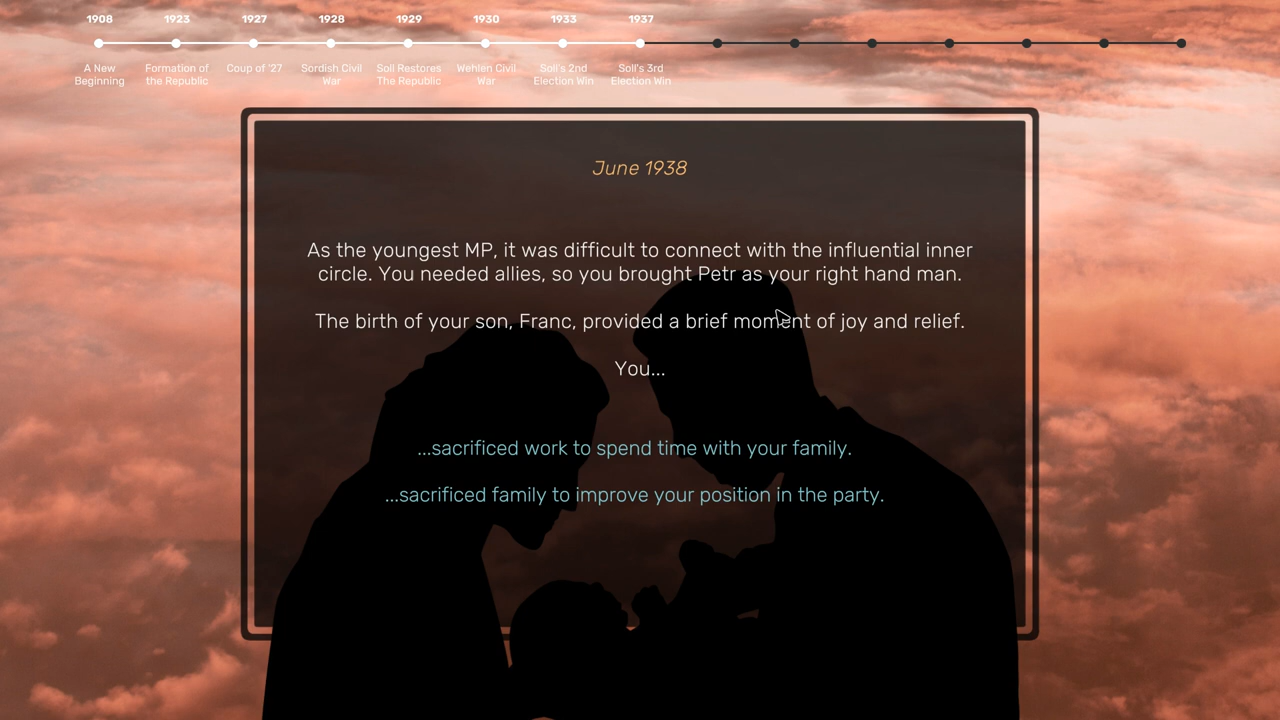 1908 1923 1927 1928 1929 1930 1933 1937
A New Formation of Coup of '27 Sordish Civil Soll Restores Wehlen Civil Soll's 2nd Soll's 3rd
Beginning the Republic War The Republic War Election Win Election Win
June 1938
As the youngest MP, it was difficult to connect with the influential inner
circle. You needed allies, so you brought Petr as your right hand man.
The birth of your son, Franc, provided a brief moment of joy and relief.
You...
...sacrificed work to spend time with your family.
...sacrificed family to improve your position in the party.